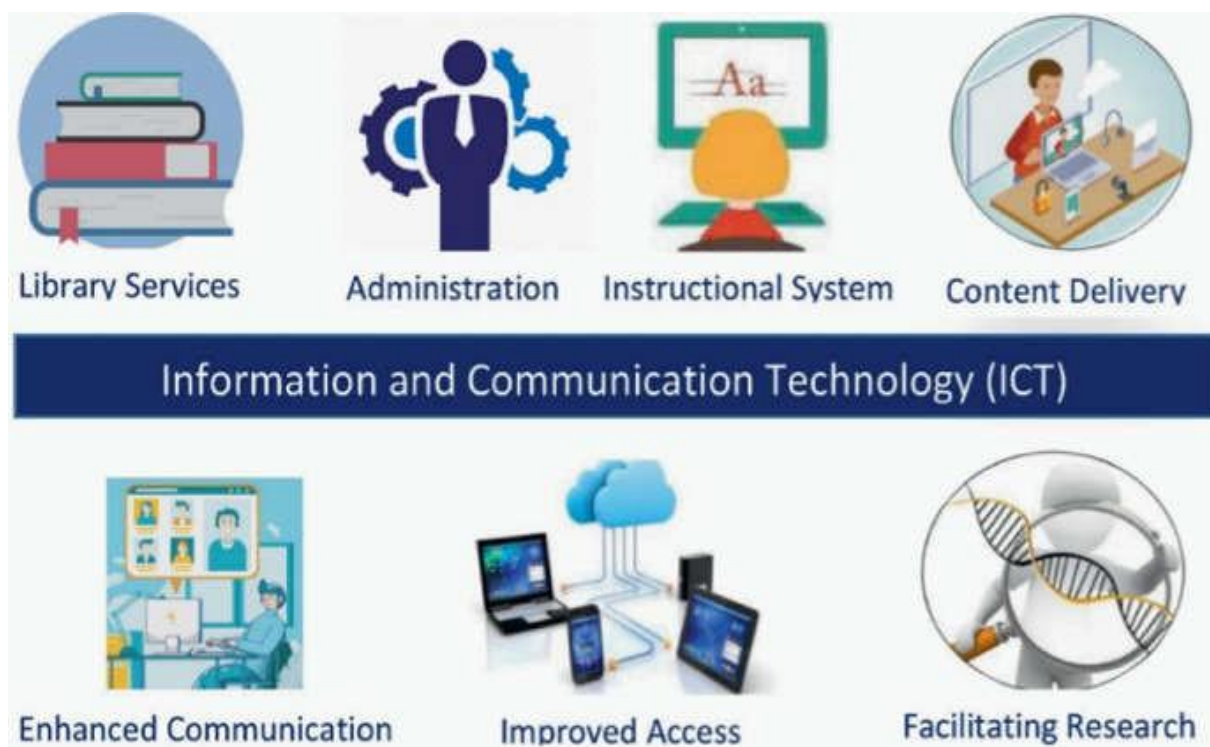 Aa
Library Services
Administration
Instructional System
Content Delivery
Information and Communication Technology (ICT)
Enhanced Communication
Improved Access
Facilitating Research